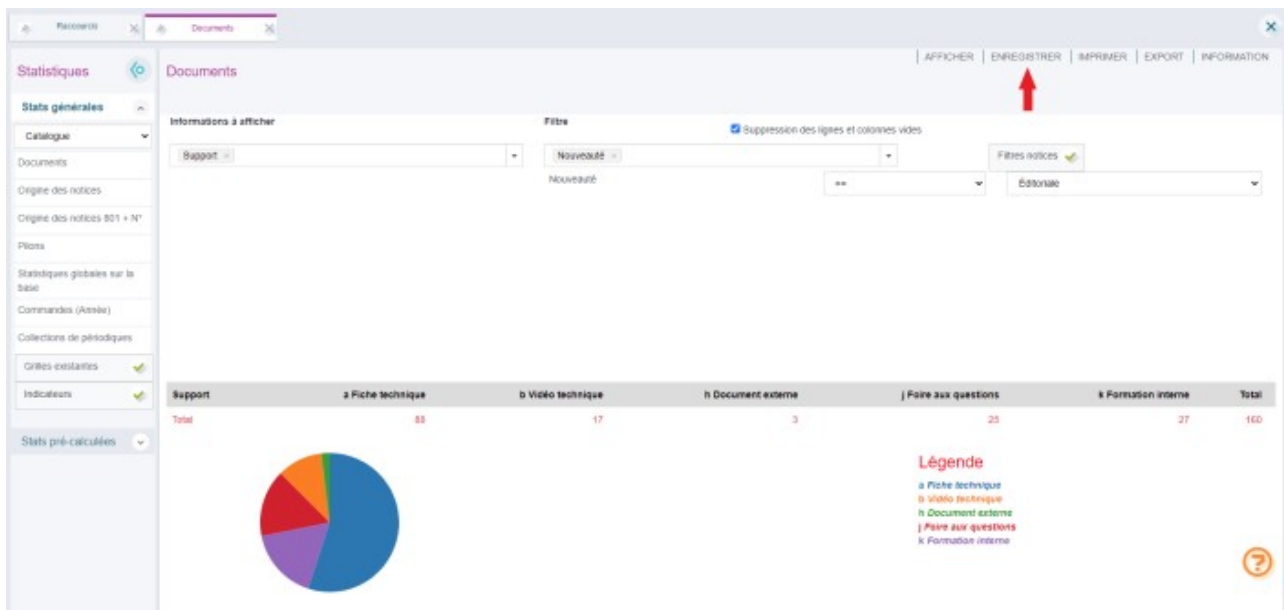 Raccourcis
Documents
Statistiques
Documents
AFFICHER | ENREGISTRER | IMPRIMER | EXPORT | INFORMATION
Stats générales
Catalogue
Documents
Origine des notices
Origine des notices 801 + N°
Pilons
Statistiques globales sur la
base
Commandes (Année)
Collections de périodiques
Grilles existantes
Indicateurs
Stats pré-calculées
Informations à afficher
Filtre
Suppression des lignes et colonnes vides
Support
Nouveauté
Filtres notices
Nouveauté
==
Éditoriale
Support a Fiche technique b Vidéo technique h Document externe j Foire aux questions k Formation interne Total
Total 88 17 3 25 27 160
Légende
a Fiche technique
b Vidéo technique
h Document externe
j Foire aux questions
k Formation interne
?